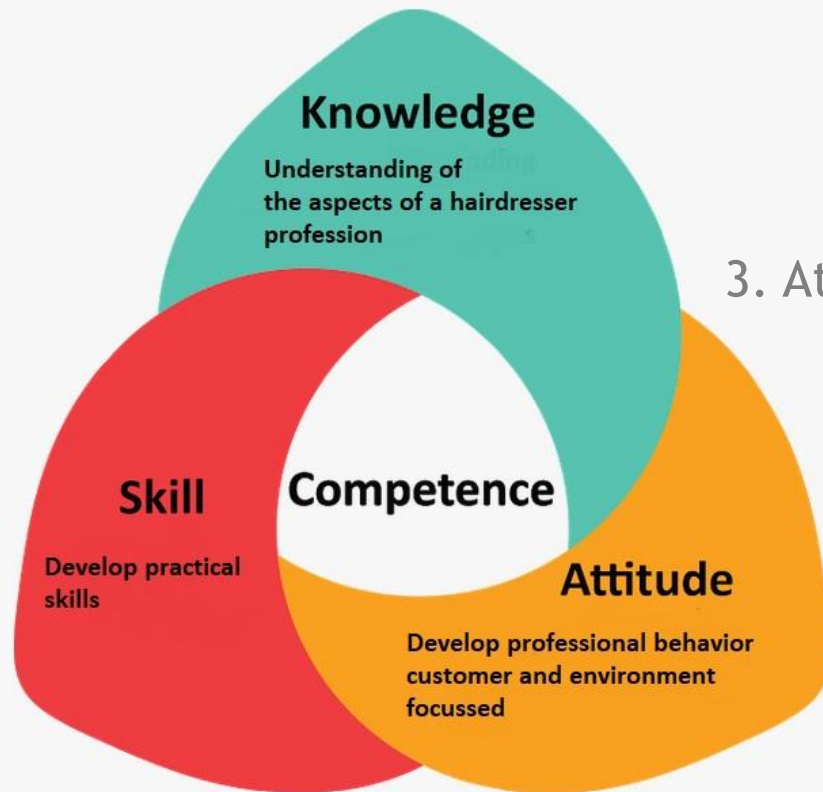 Knowledge
Understanding of
the aspects of a hairdresser
profession
3. At
Skill
Competence
Develop practical
skills
Attitude
Develop professional behavior
customer and environment
focussed